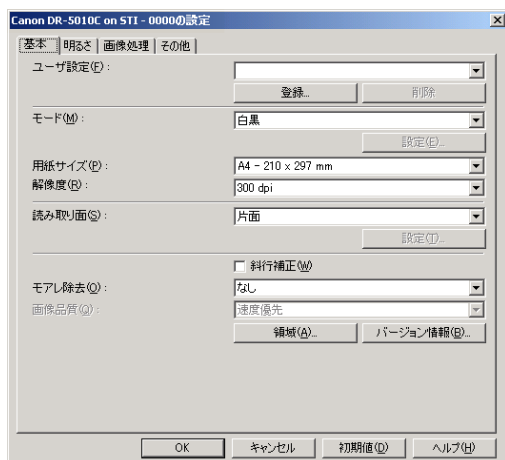 Canon DR-5010C on STI - 0000の設定
基本 明るさ 画像処理 その他
ユーザ設定(F):
登録... 削除
モード(M): 白黒
設定(E)...
用紙サイズ(P): A4 - 210 x 297 mm
解像度(R): 300 dpi
読み取り面(S): 片面
設定(T)...
斜行補正(W)
モアレ除去(O): なし
画像品質(Q): 速度優先
領域(A)... バージョン情報(B)...
OK キャンセル 初期値(D) ヘルプ(H)